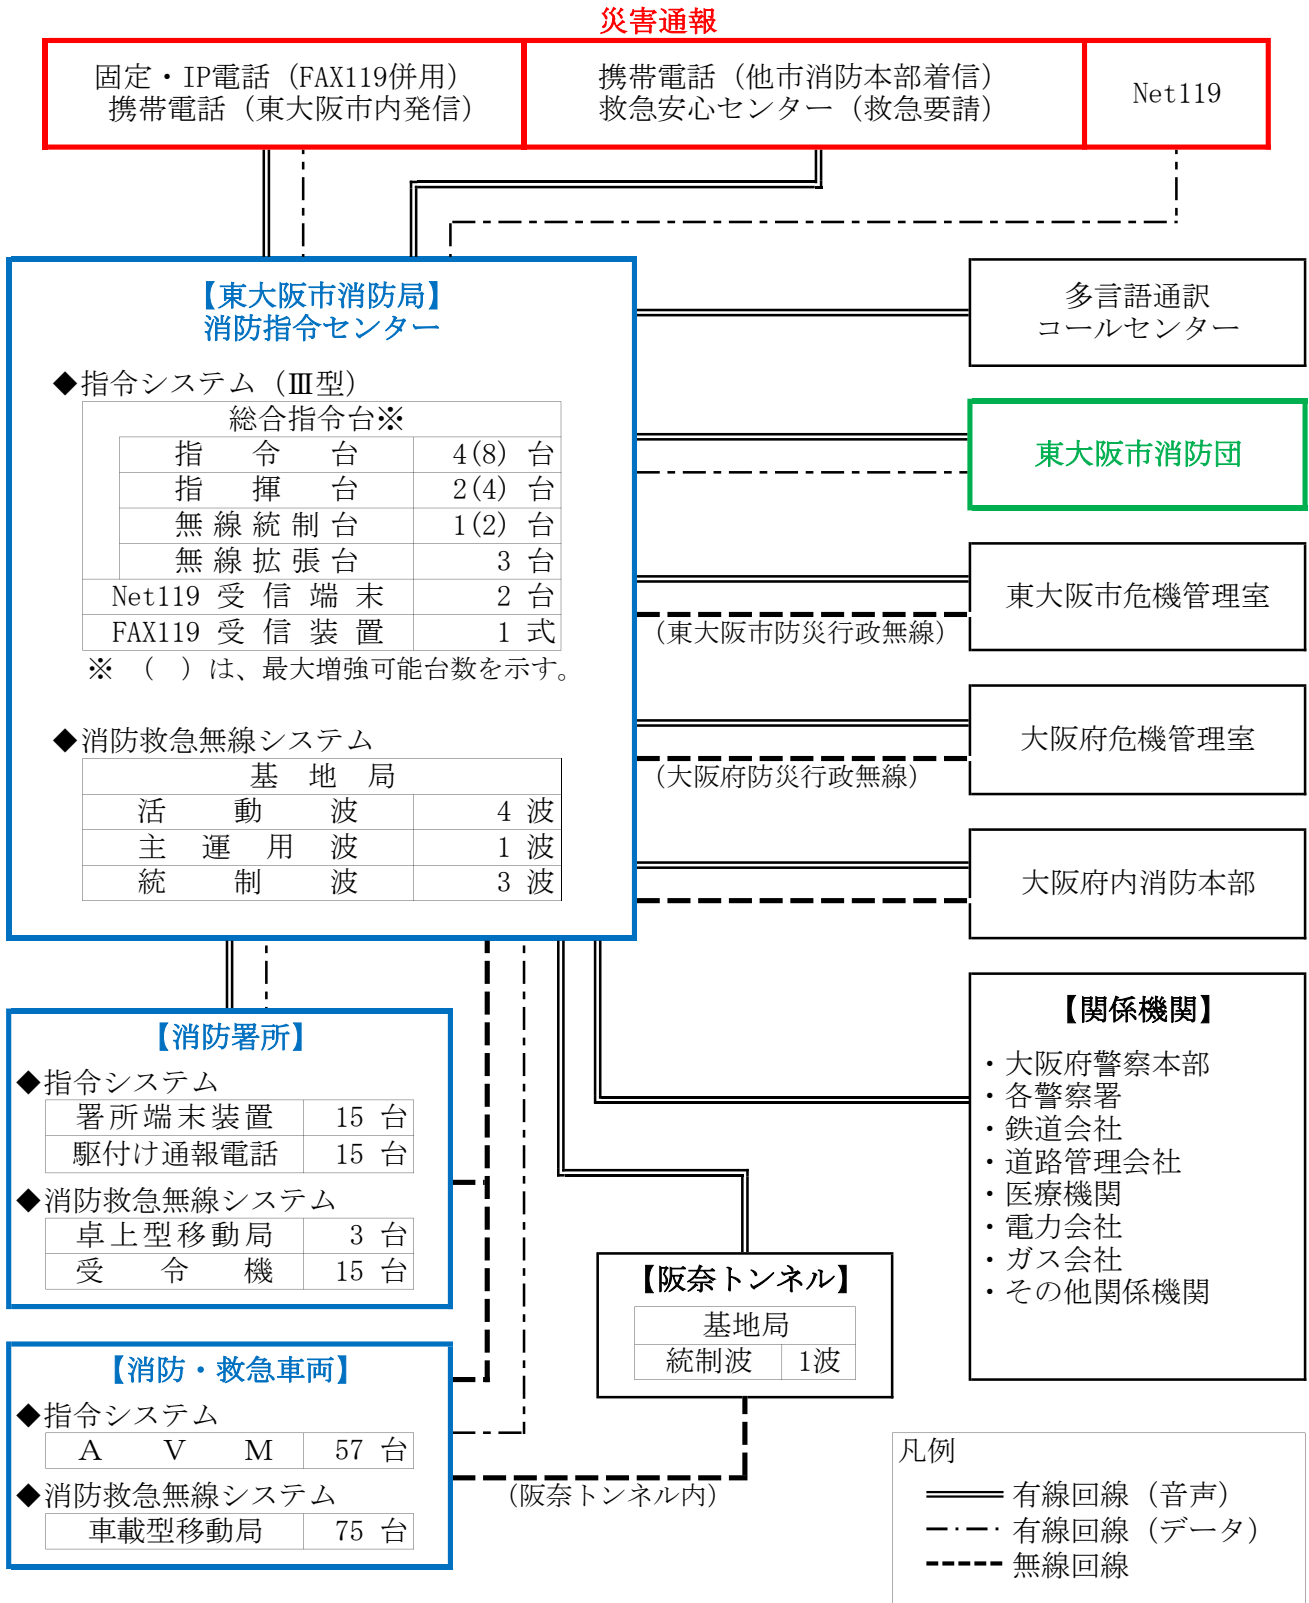 災害通報
固定・IP電話（FAX119併用）
携帯電話（東大阪市内発信）
携帯電話（他市消防本部着信）
救急安心センター（救急要請）
Net119
【東大阪市消防局】
消防指令センター
◆指令システム（Ⅲ型）
総合指令台※
指令台 4(8) 台
指揮台 2(4) 台
無線統制台 1(2) 台
無線拡張台 3 台
Net119 受信端末 2 台
FAX119 受信装置 1 式
※　（　）は、最大増強可能台数を示す。
◆消防救急無線システム
基地局
活動波 4 波
主運用波 1 波
統制波 3 波
多言語通訳
コールセンター
東大阪市消防団
東大阪市危機管理室
（東大阪市防災行政無線）
大阪府危機管理室
（大阪府防災行政無線）
大阪府内消防本部
【関係機関】
・大阪府警察本部
・各警察署
・鉄道会社
・道路管理会社
・医療機関
・電力会社
・ガス会社
・その他関係機関
【消防署所】
◆指令システム
署所端末装置 15 台
駆付け通報電話 15 台
◆消防救急無線システム
卓上型移動局 3 台
受令機 15 台
【阪奈トンネル】
基地局
統制波 1波
【消防・救急車両】
◆指令システム
ＡＶＭ 57 台
◆消防救急無線システム
車載型移動局 75 台
（阪奈トンネル内）
凡例
有線回線（音声）
有線回線（データ）
無線回線